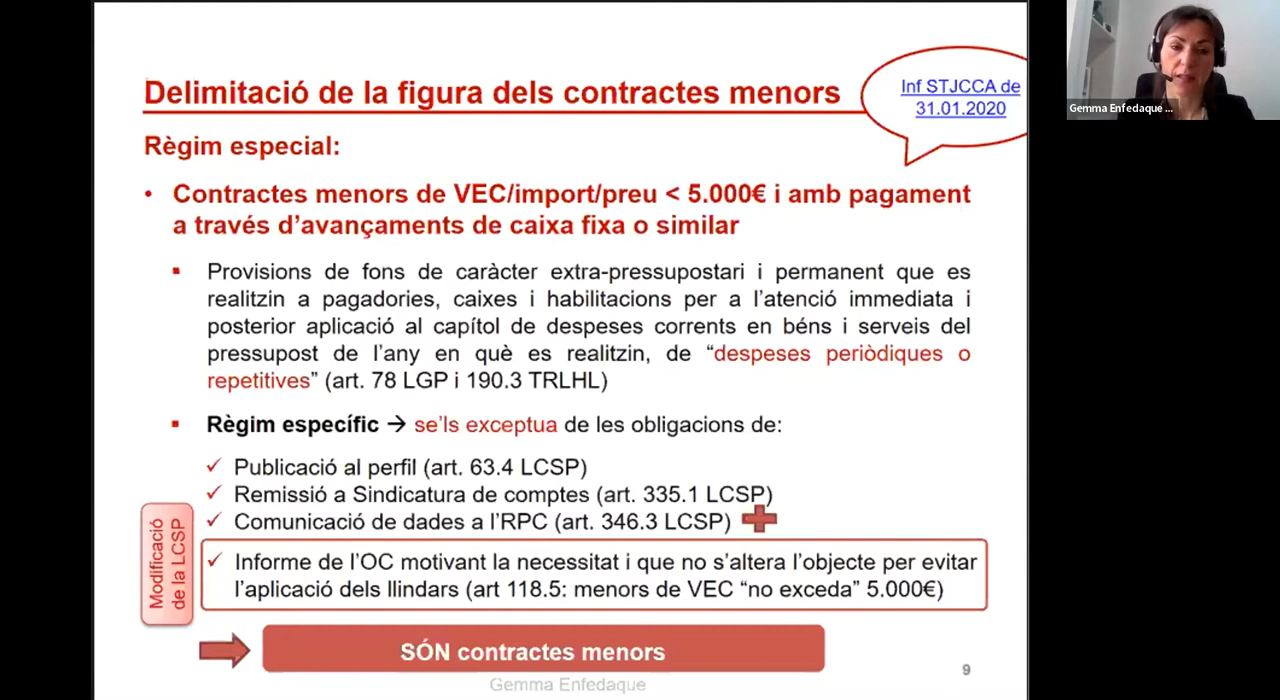 Delimitació de la figura dels contractes menors
Inf STJCCA de
31.01.2020
Règim especial:
• Contractes menors de VEC/import/preu < 5.000€ i amb pagament
a través d’avançaments de caixa fixa o similar
▪ Provisions de fons de caràcter extra-pressupostari i permanent que es
realitzin a pagadories, caixes i habilitacions per a l’atenció immediata i
posterior aplicació al capítol de despeses corrents en béns i serveis del
pressupost de l’any en què es realitzin, de “despeses periòdiques o
repetitives” (art. 78 LGP i 190.3 TRLHL)
▪ Règim específic → se’ls exceptua de les obligacions de:
✓ Publicació al perfil (art. 63.4 LCSP)
✓ Remissió a Sindicatura de comptes (art. 335.1 LCSP)
✓ Comunicació de dades a l’RPC (art. 346.3 LCSP)
Modificació
de la LCSP
✓ Informe de l’OC motivant la necessitat i que no s’altera l’objecte per evitar
l’aplicació dels llindars (art 118.5: menors de VEC “no exceda” 5.000€)
SÓN contractes menors
9
Gemma Enfedaque
Gemma Enfedaque ...